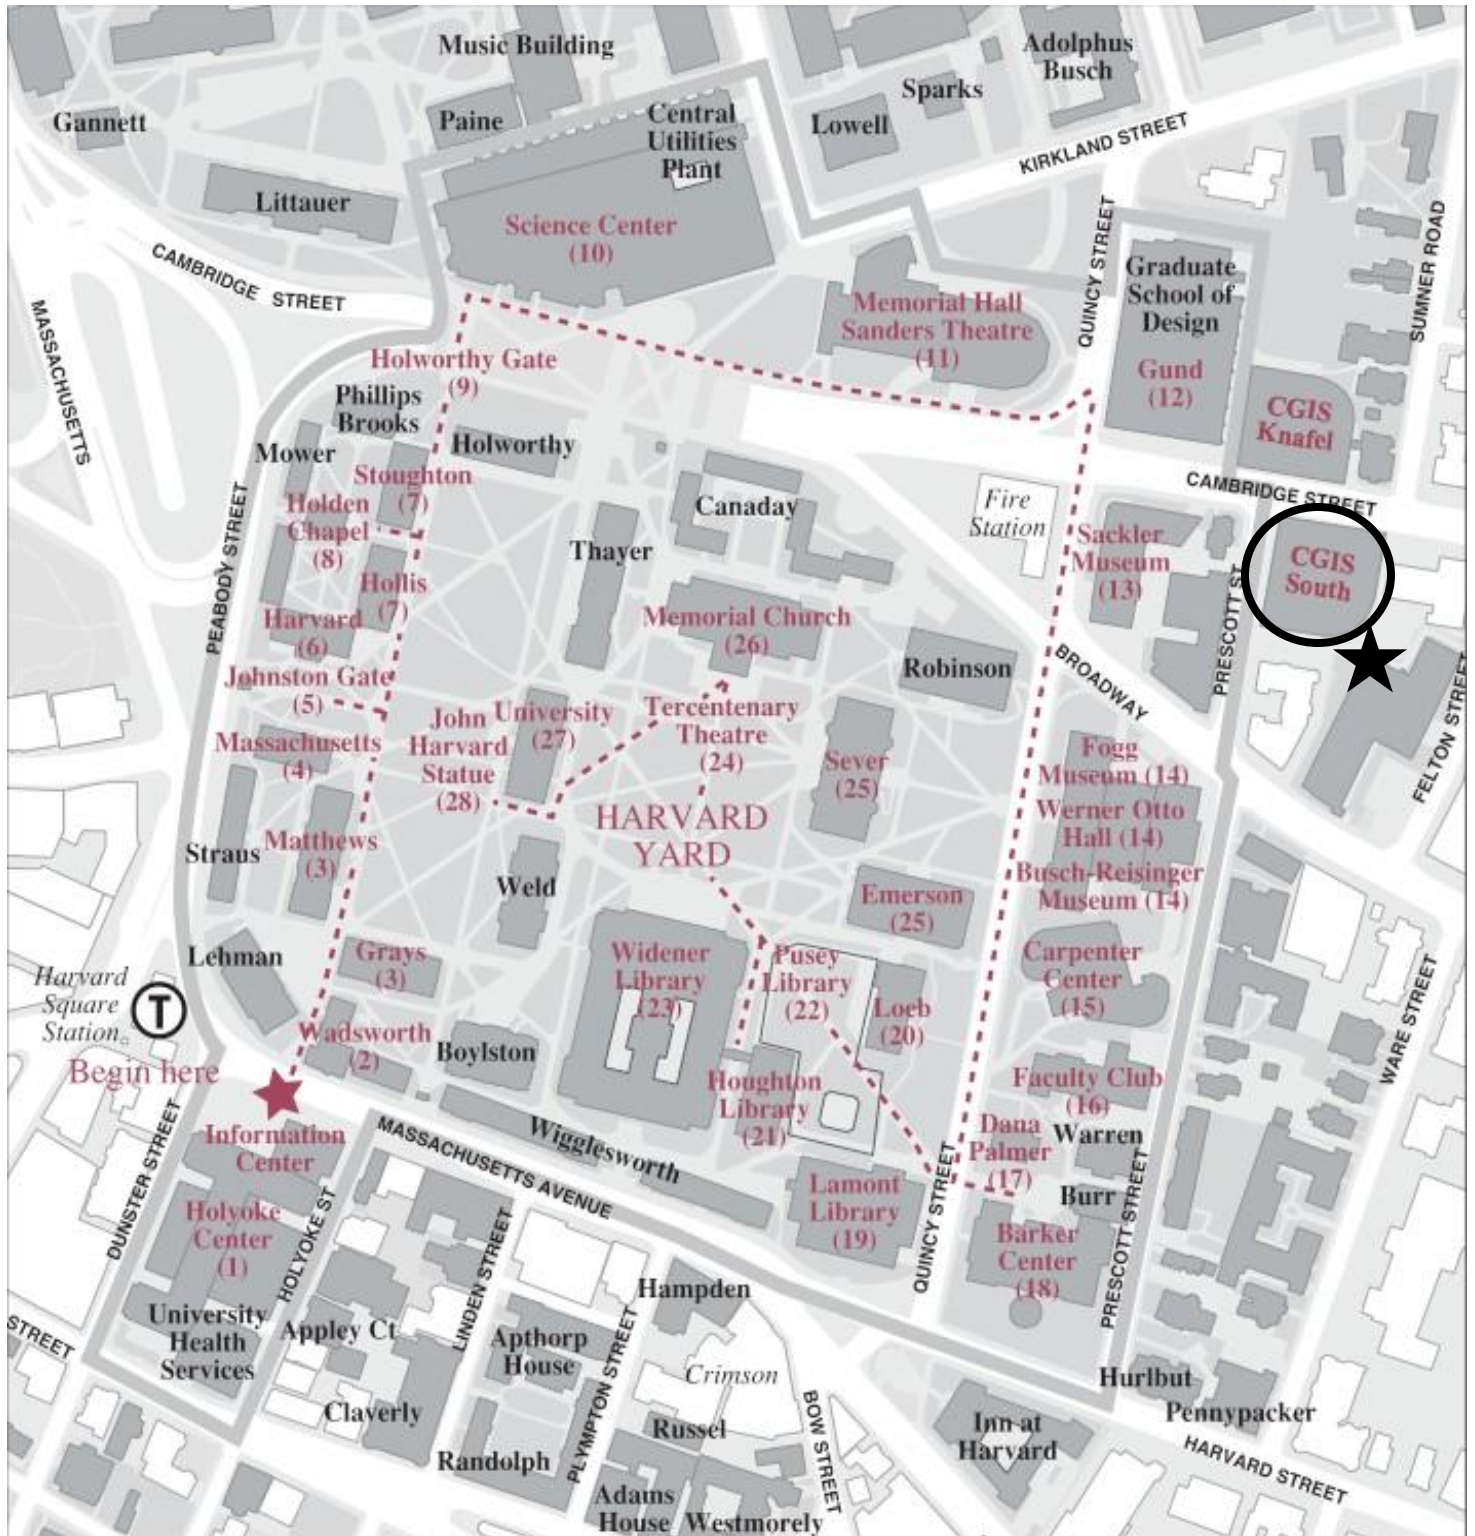 Music Building
Adolphus
Busch
Sparks
Gannett
Paine
Central
Utilities
Plant
Lowell
KIRKLAND STREET
Littauer
Science Center
(10)
QUINCY STREET
SUMNER ROAD
CAMBRIDGE STREET
MASSACHUSETTS
Graduate
School of
Design
Memorial Hall
Sanders Theatre
(11)
Gund
(12)
Holworthy Gate
(9)
Phillips
Brooks
CGIS
Knafel
Mower
Holworthy
Stoughton
(7)
CAMBRIDGE STREET
Holden
Chapel
(8)
Canaday
Fire
Station
Sackler
Museum
(13)
CGIS
South
PEABODY STREET
Thayer
Hollis
(7)
PRESCOTT ST
Harvard
(6)
Memorial Church
(26)
Robinson
BROADWAY
FELTON STREET
Johnston Gate
(5)
John
Harvard
Statue
(28)
University
(27)
Tercentenary
Theatre
(24)
Massachusetts
(4)
Sever
(25)
Fogg
Museum (14)
HARVARD
YARD
Werner Otto
Hall (14)
Straus
Matthews
(3)
Busch-Reisinger
Museum (14)
Weld
Emerson
(25)
Lehman
Grays
(3)
Widener
Library
(23)
Pusey
Library
(22)
Carpenter
Center
(15)
Harvard
Square
Station
T
Loeb
(20)
WARE STREET
Wadsworth
(2)
Boylston
Begin here
Houghton
Library
(21)
Faculty Club
(16)
Warren
Dana
Palmer
(17)
Information
Center
MASSACHUSETTS AVENUE
Wigglesworth
DUNSTER STREET
HOLYOKE ST
LINDEN STREET
Lamont
Library
(19)
QUINCY STREET
Burr
PRESCOTT STREET
Holyoke
Center
(1)
Barker
Center
(18)
Hampden
University
Health
Services
STREET
Appley Ct
Apthorp
House
PLYMPTON STREET
Crimson
Hurlbut
Pennypacker
BOW STREET
Claverly
Russel
Inn at
Harvard
Randolph
HARVARD STREET
Adams
House
Westmorely